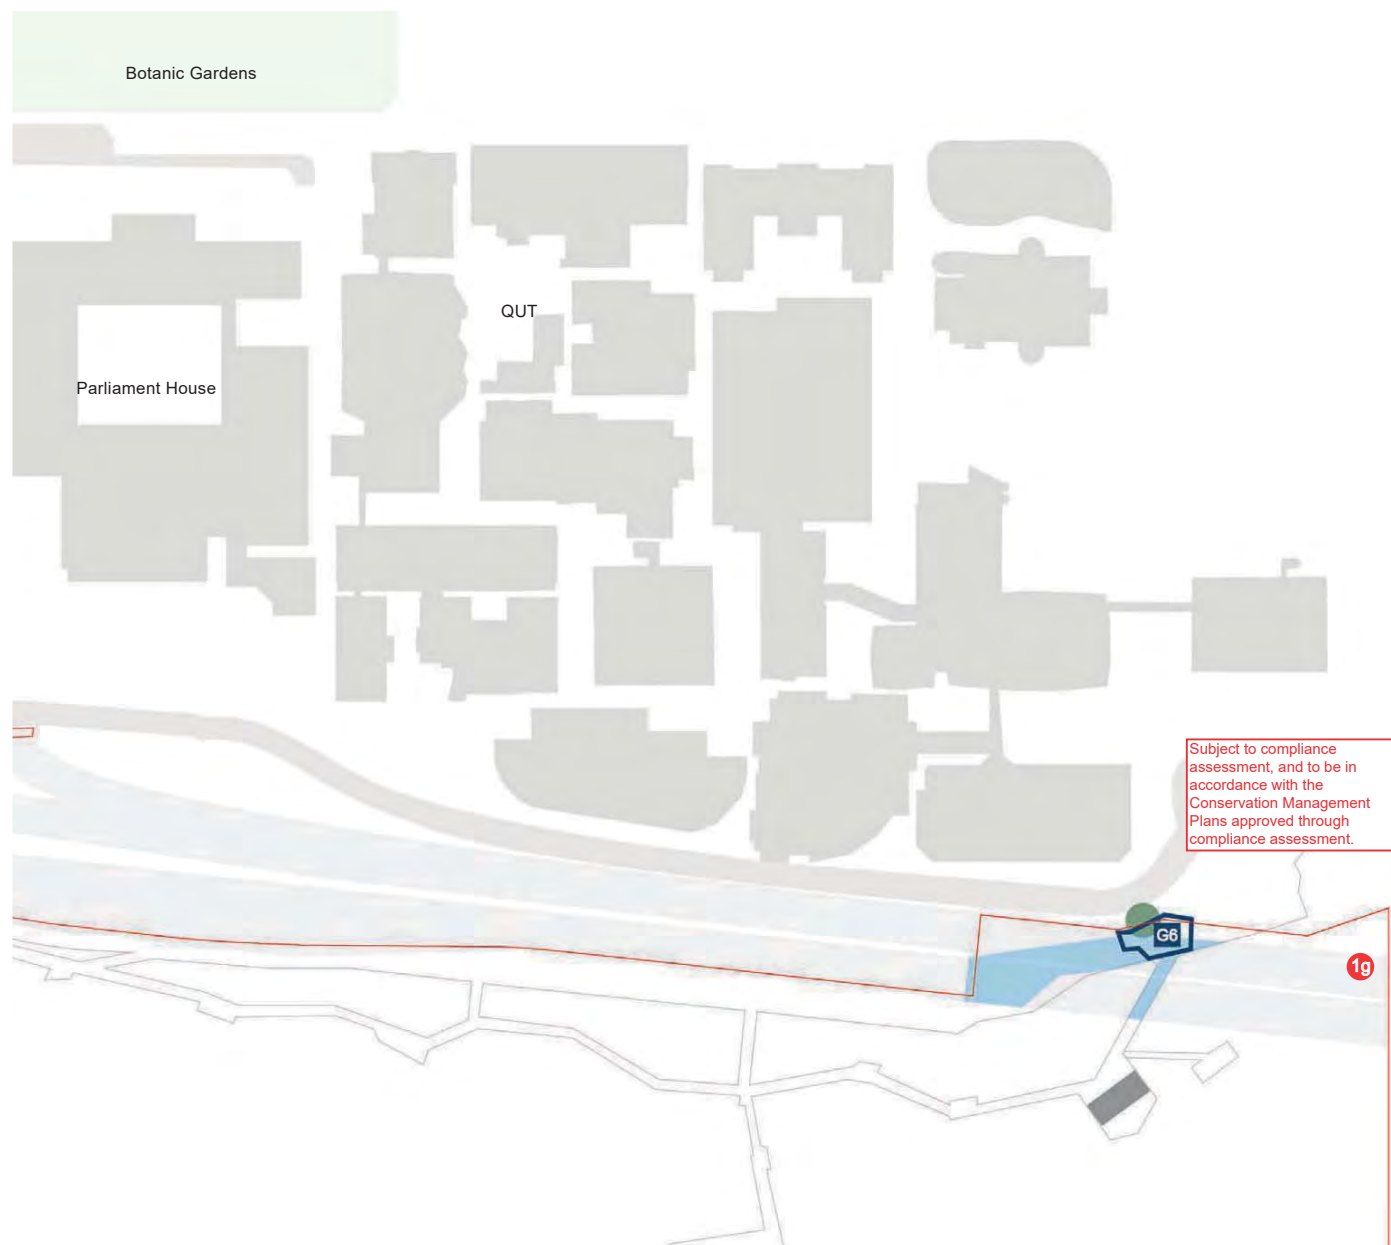 Botanic Gardens
QUT
Parliament House
Subject to compliance
assessment, and to be in
accordance with the
Conservation Management
Plans approved through
compliance assessment.
G6
1g